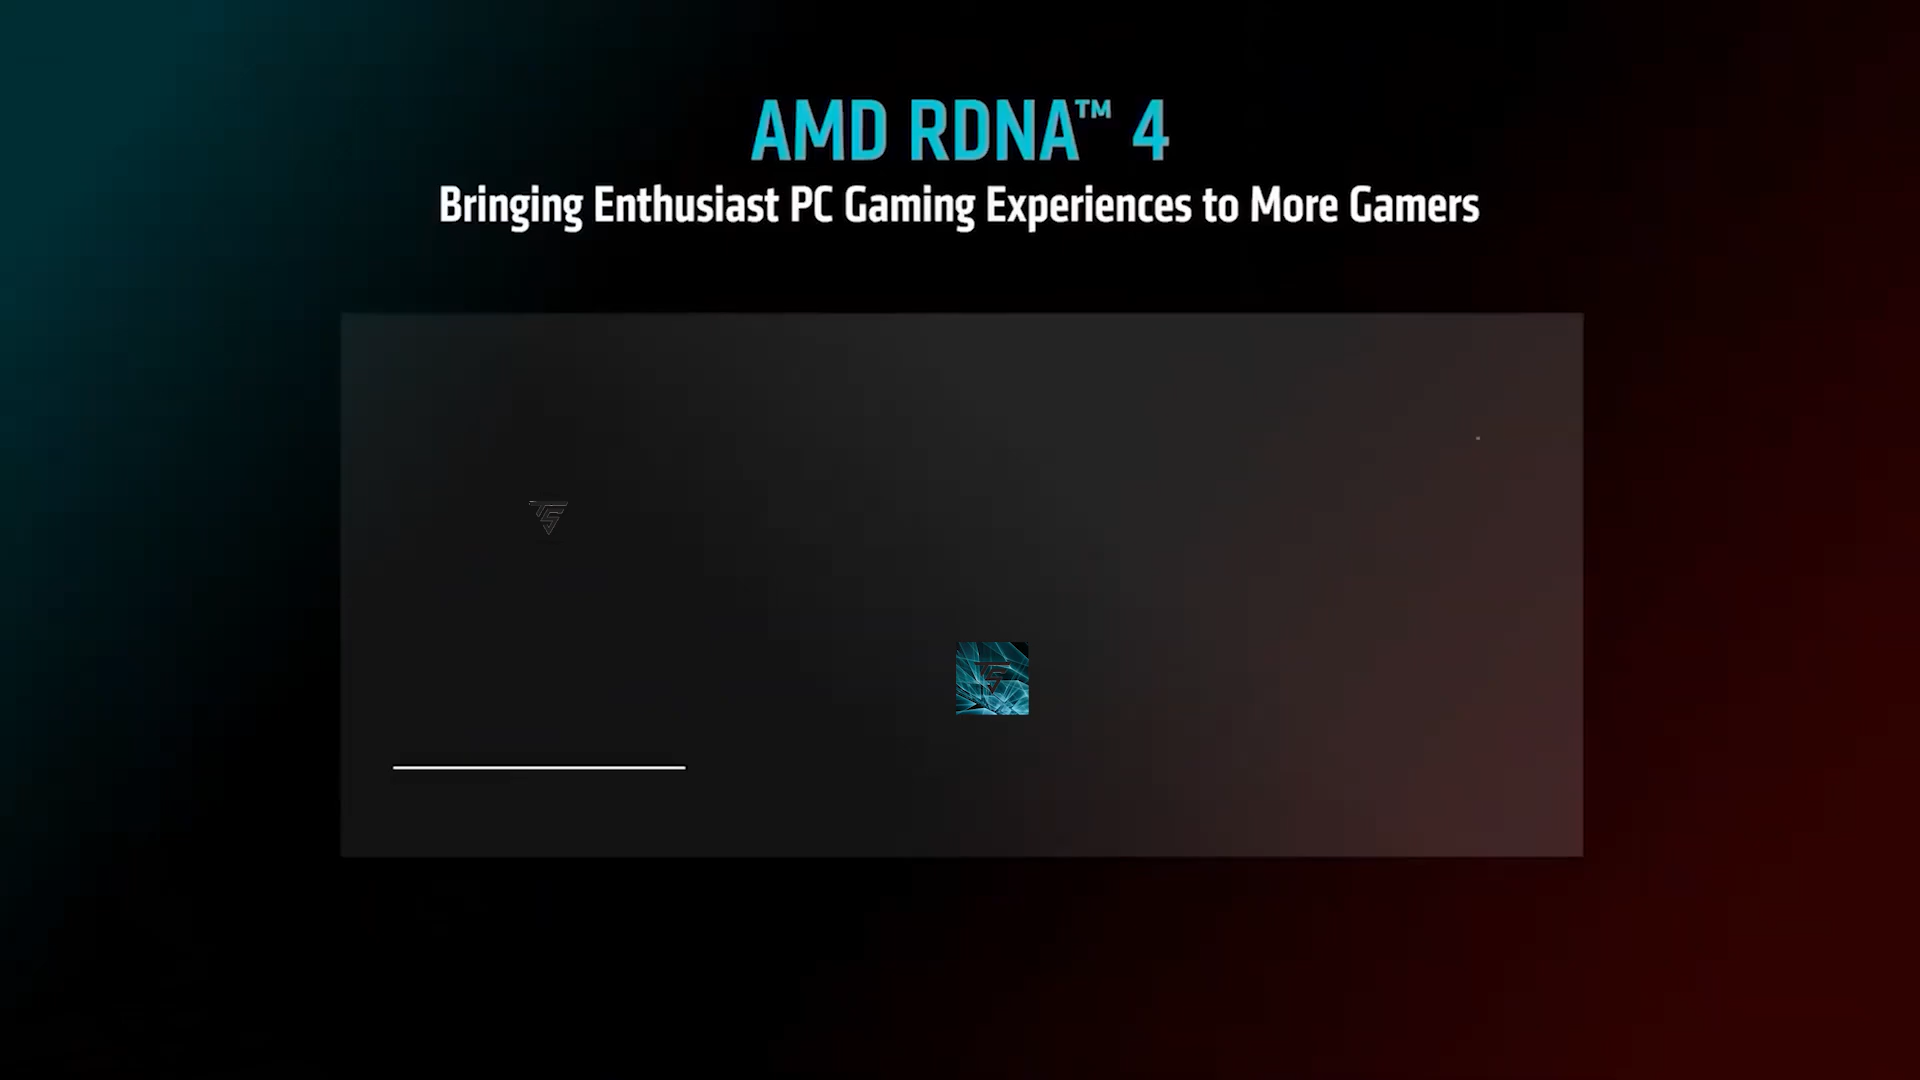 AMD RDNA™ 4
Bringing Enthusiast PC Gaming Experiences to More Gamers